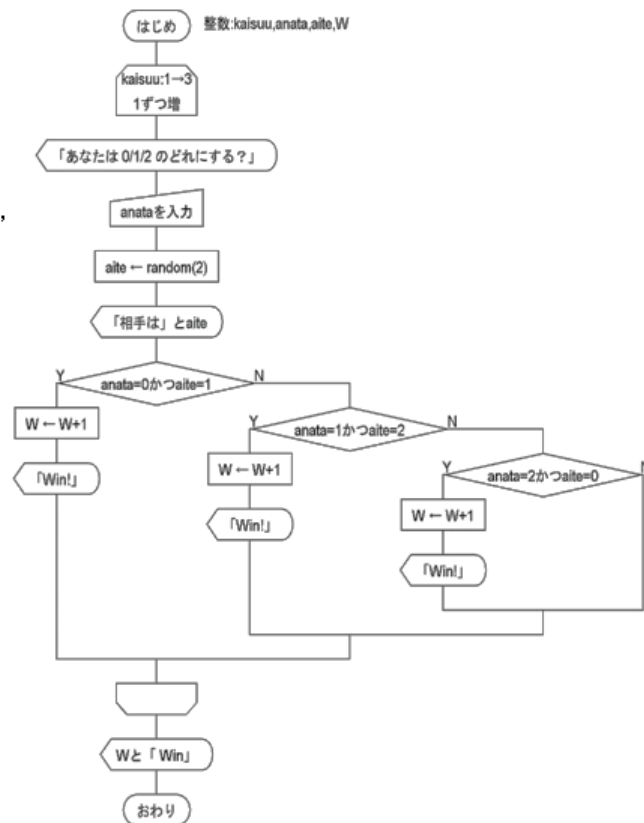 はじめ
整数:kaisuu,anata,aite,W
kaisuu:1→3
1ずつ増
「あなたは 0/1/2 のどれにする？」
,
anataを入力
aite ← random(2)
「相手は」とaite
Y
anata=0かつaite=1
N
W ← W+1
「Win!」
Y
anata=1かつaite=2
N
W ← W+1
「Win!」
Y
anata=2かつaite=0
N
W ← W+1
「Win!」
Wと「 Win」
おわり